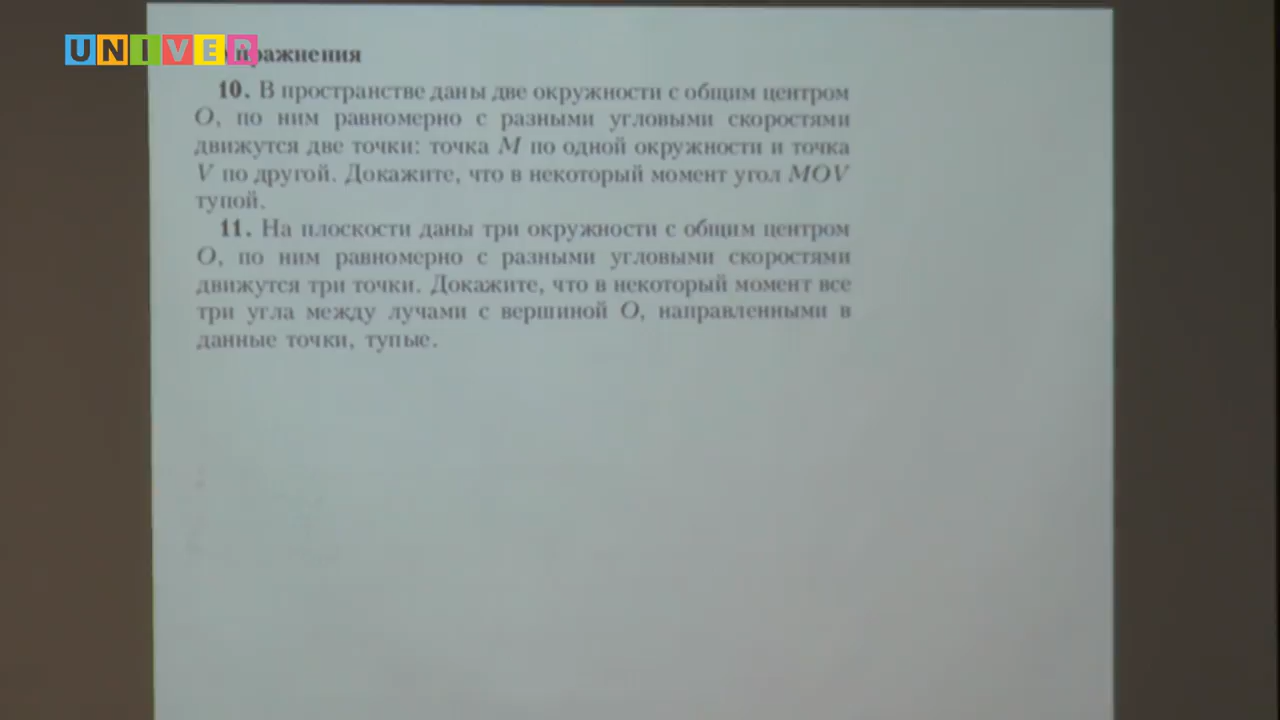 UNIVER
Упражнения
10. В пространстве даны две окружности с общим центром
O, по ним равномерно с разными угловыми скоростями
движутся две точки: точка M по одной окружности и точка
V по другой. Докажите, что в некоторый момент угол MOV
тупой.
11. На плоскости даны три окружности с общим центром
O, по ним равномерно с разными угловыми скоростями
движутся три точки. Докажите, что в некоторый момент все
три угла между лучами с вершиной O, направленными в
данные точки, тупые.